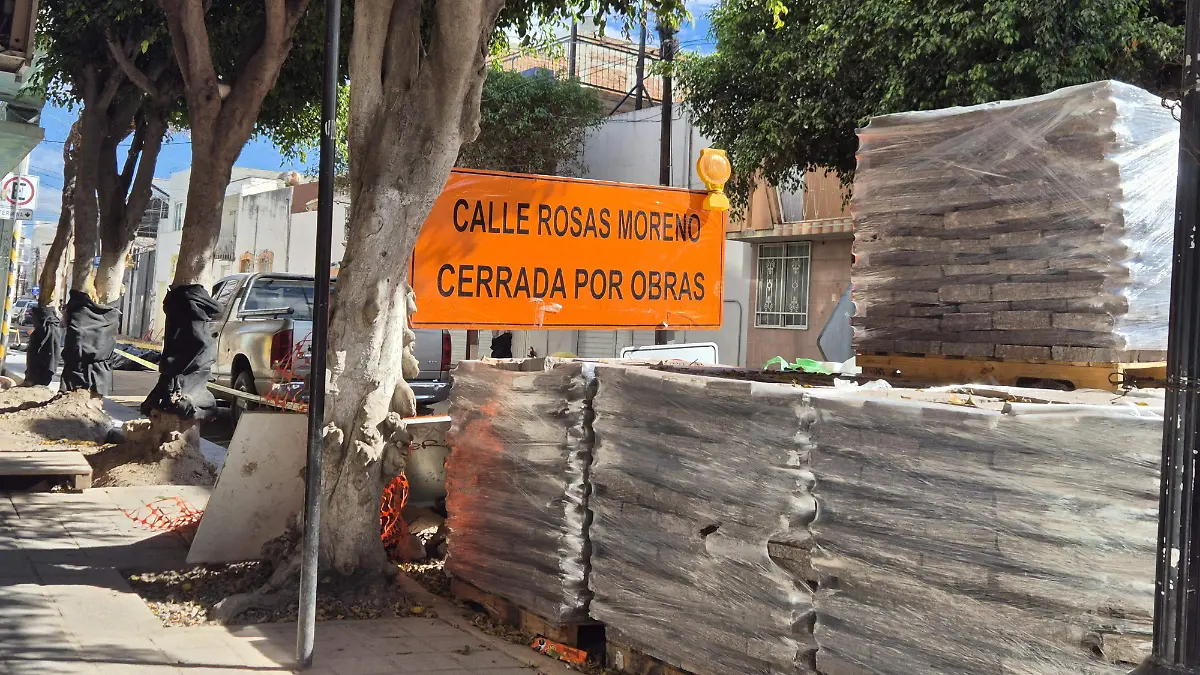 CALLE ROSAS MORENO
CERRADA POR OBRAS
E